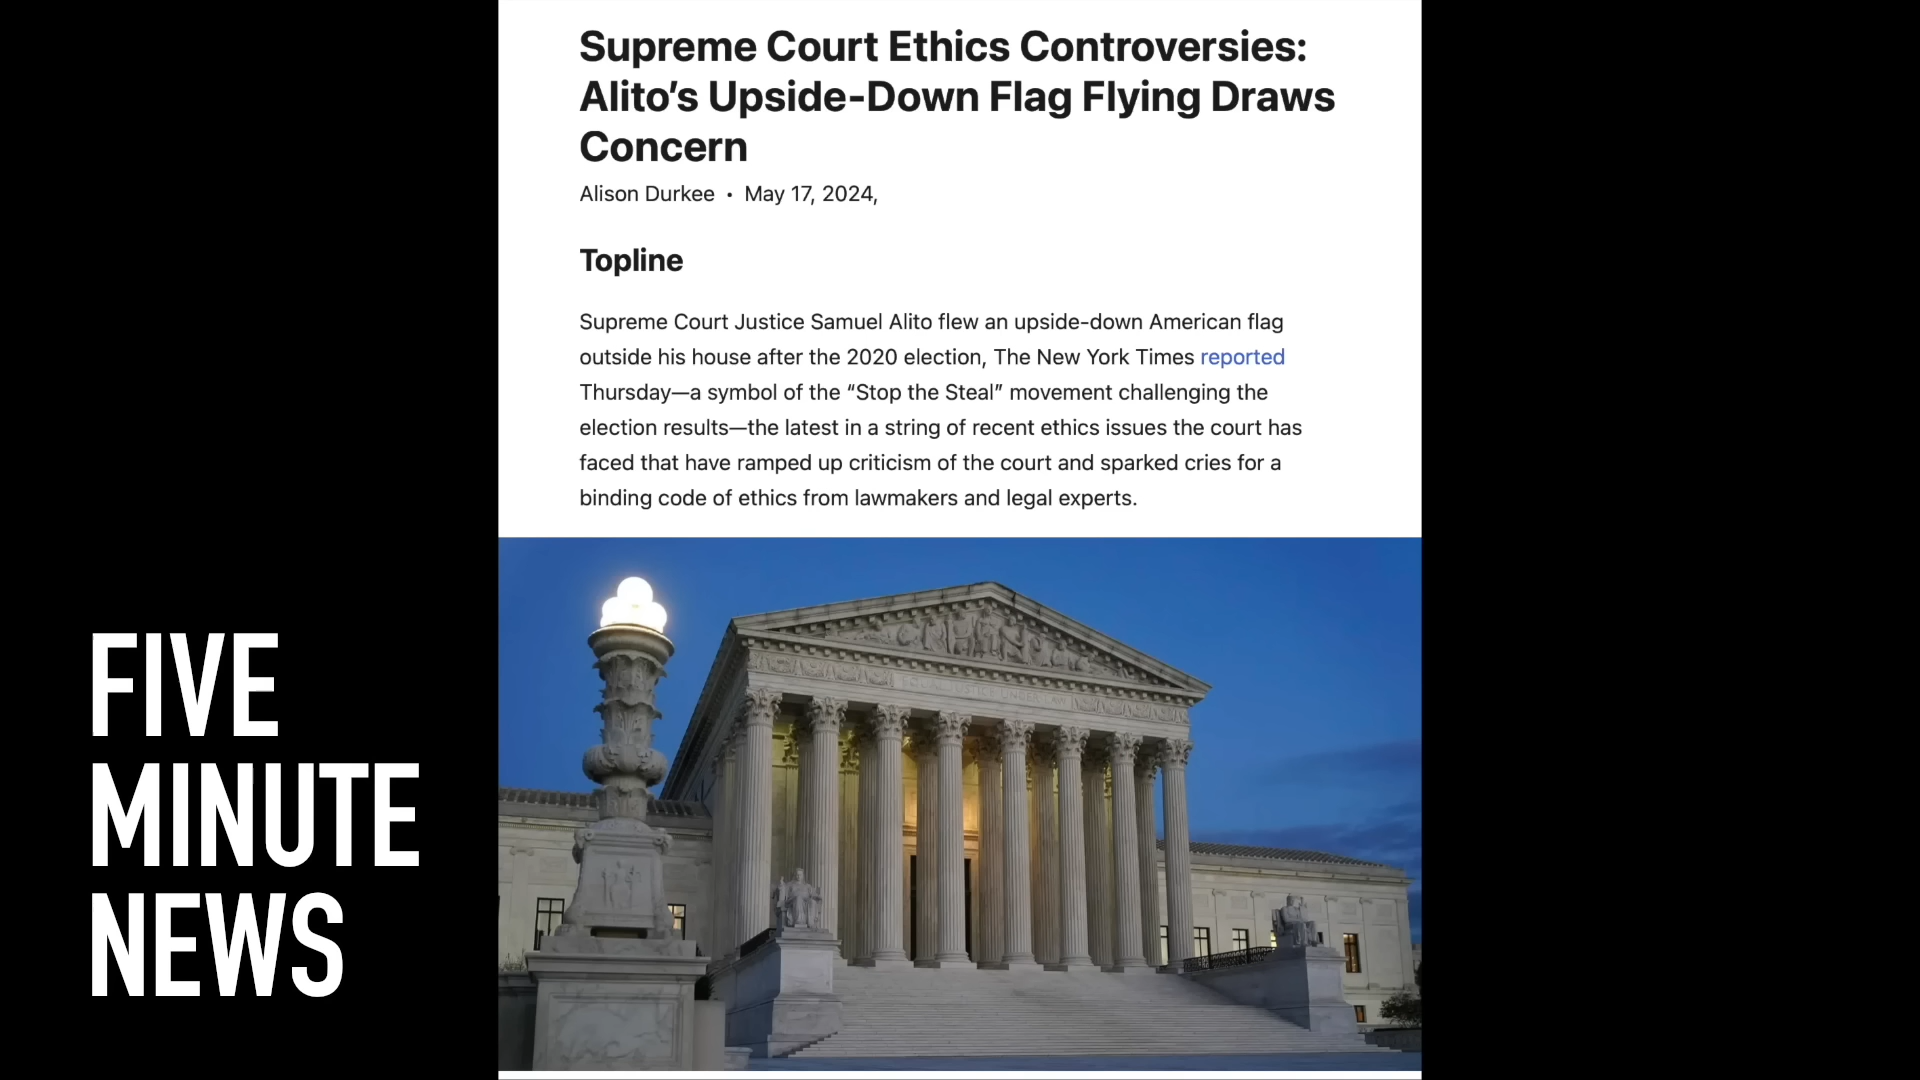 Supreme Court Ethics Controversies:
Alito’s Upside-Down Flag Flying Draws
Concern
Alison Durkee • May 17, 2024,
Topline
Supreme Court Justice Samuel Alito flew an upside-down American flag
outside his house after the 2020 election, The New York Times reported
Thursday—a symbol of the “Stop the Steal” movement challenging the
election results—the latest in a string of recent ethics issues the court has
faced that have ramped up criticism of the court and sparked cries for a
binding code of ethics from lawmakers and legal experts.
FIVE
MINUTE
NEWS